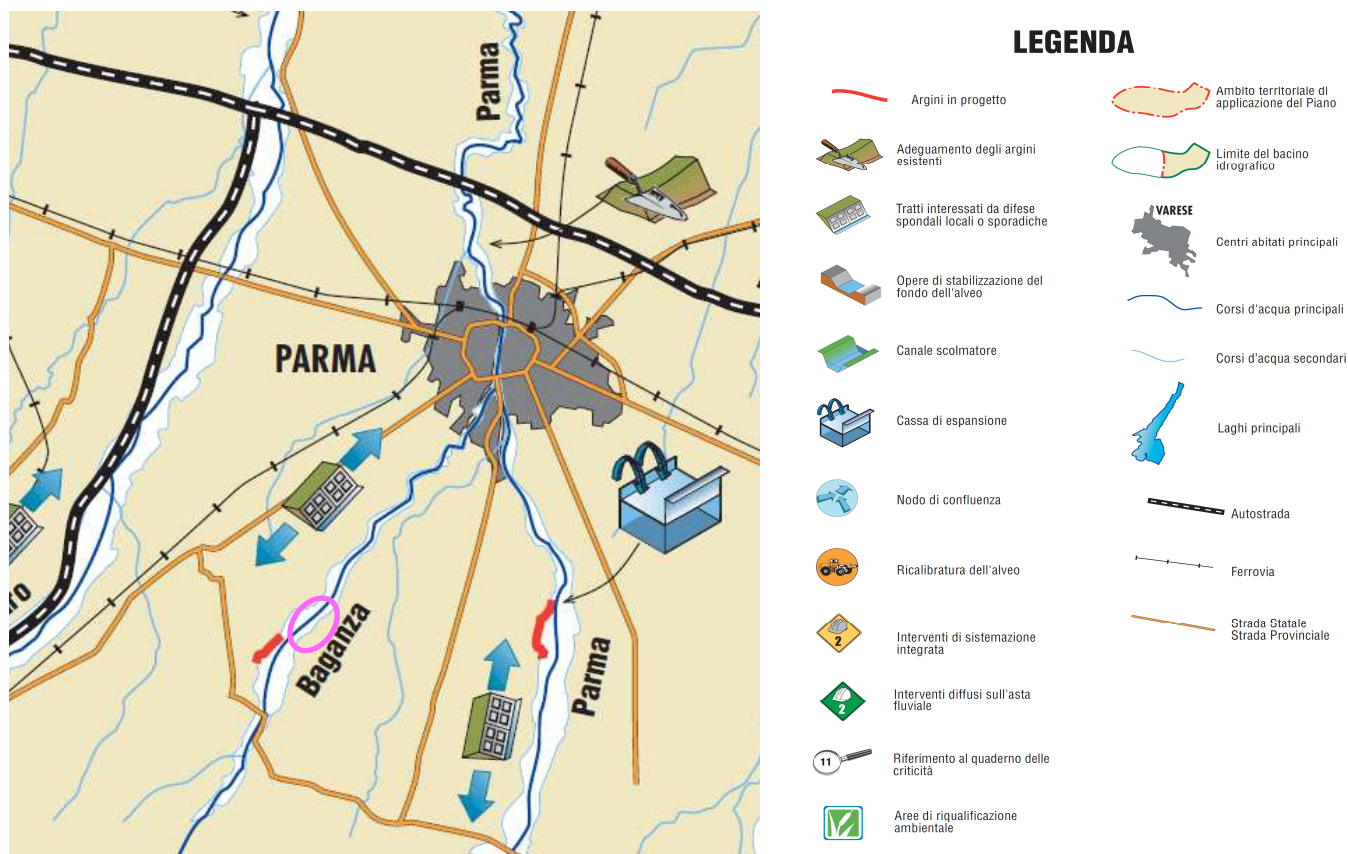 Parma
PARMA
Baganza
Parma
LEGENDA
Argini in progetto
Adeguamento degli argini
esistenti
Tratti interessati da difese
spondali locali o sporadiche
Opere di stabilizzazione del
fondo dell'alveo
Canale scolmatore
Cassa di espansione
Nodo di confluenza
Ricalibratura dell'alveo
2
Interventi di sistemazione
integrata
2
Interventi diffusi sull'asta
fluviale
11
Riferimento al quaderno delle
criticità
Aree di riqualificazione
ambientale
Ambito territoriale di
applicazione del Piano
Limite del bacino
idrografico
VARESE
Centri abitati principali
Corsi d'acqua principali
Corsi d'acqua secondari
Laghi principali
Autostrada
Ferrovia
Strada Statale
Strada Provinciale